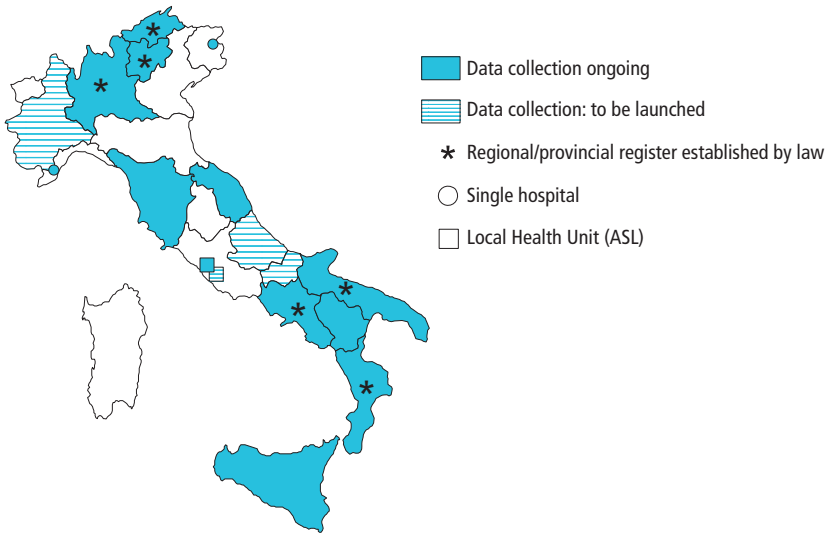 Data collection ongoing
Data collection: to be launched
* Regional/provincial register established by law
Single hospital
Local Health Unit (ASL)